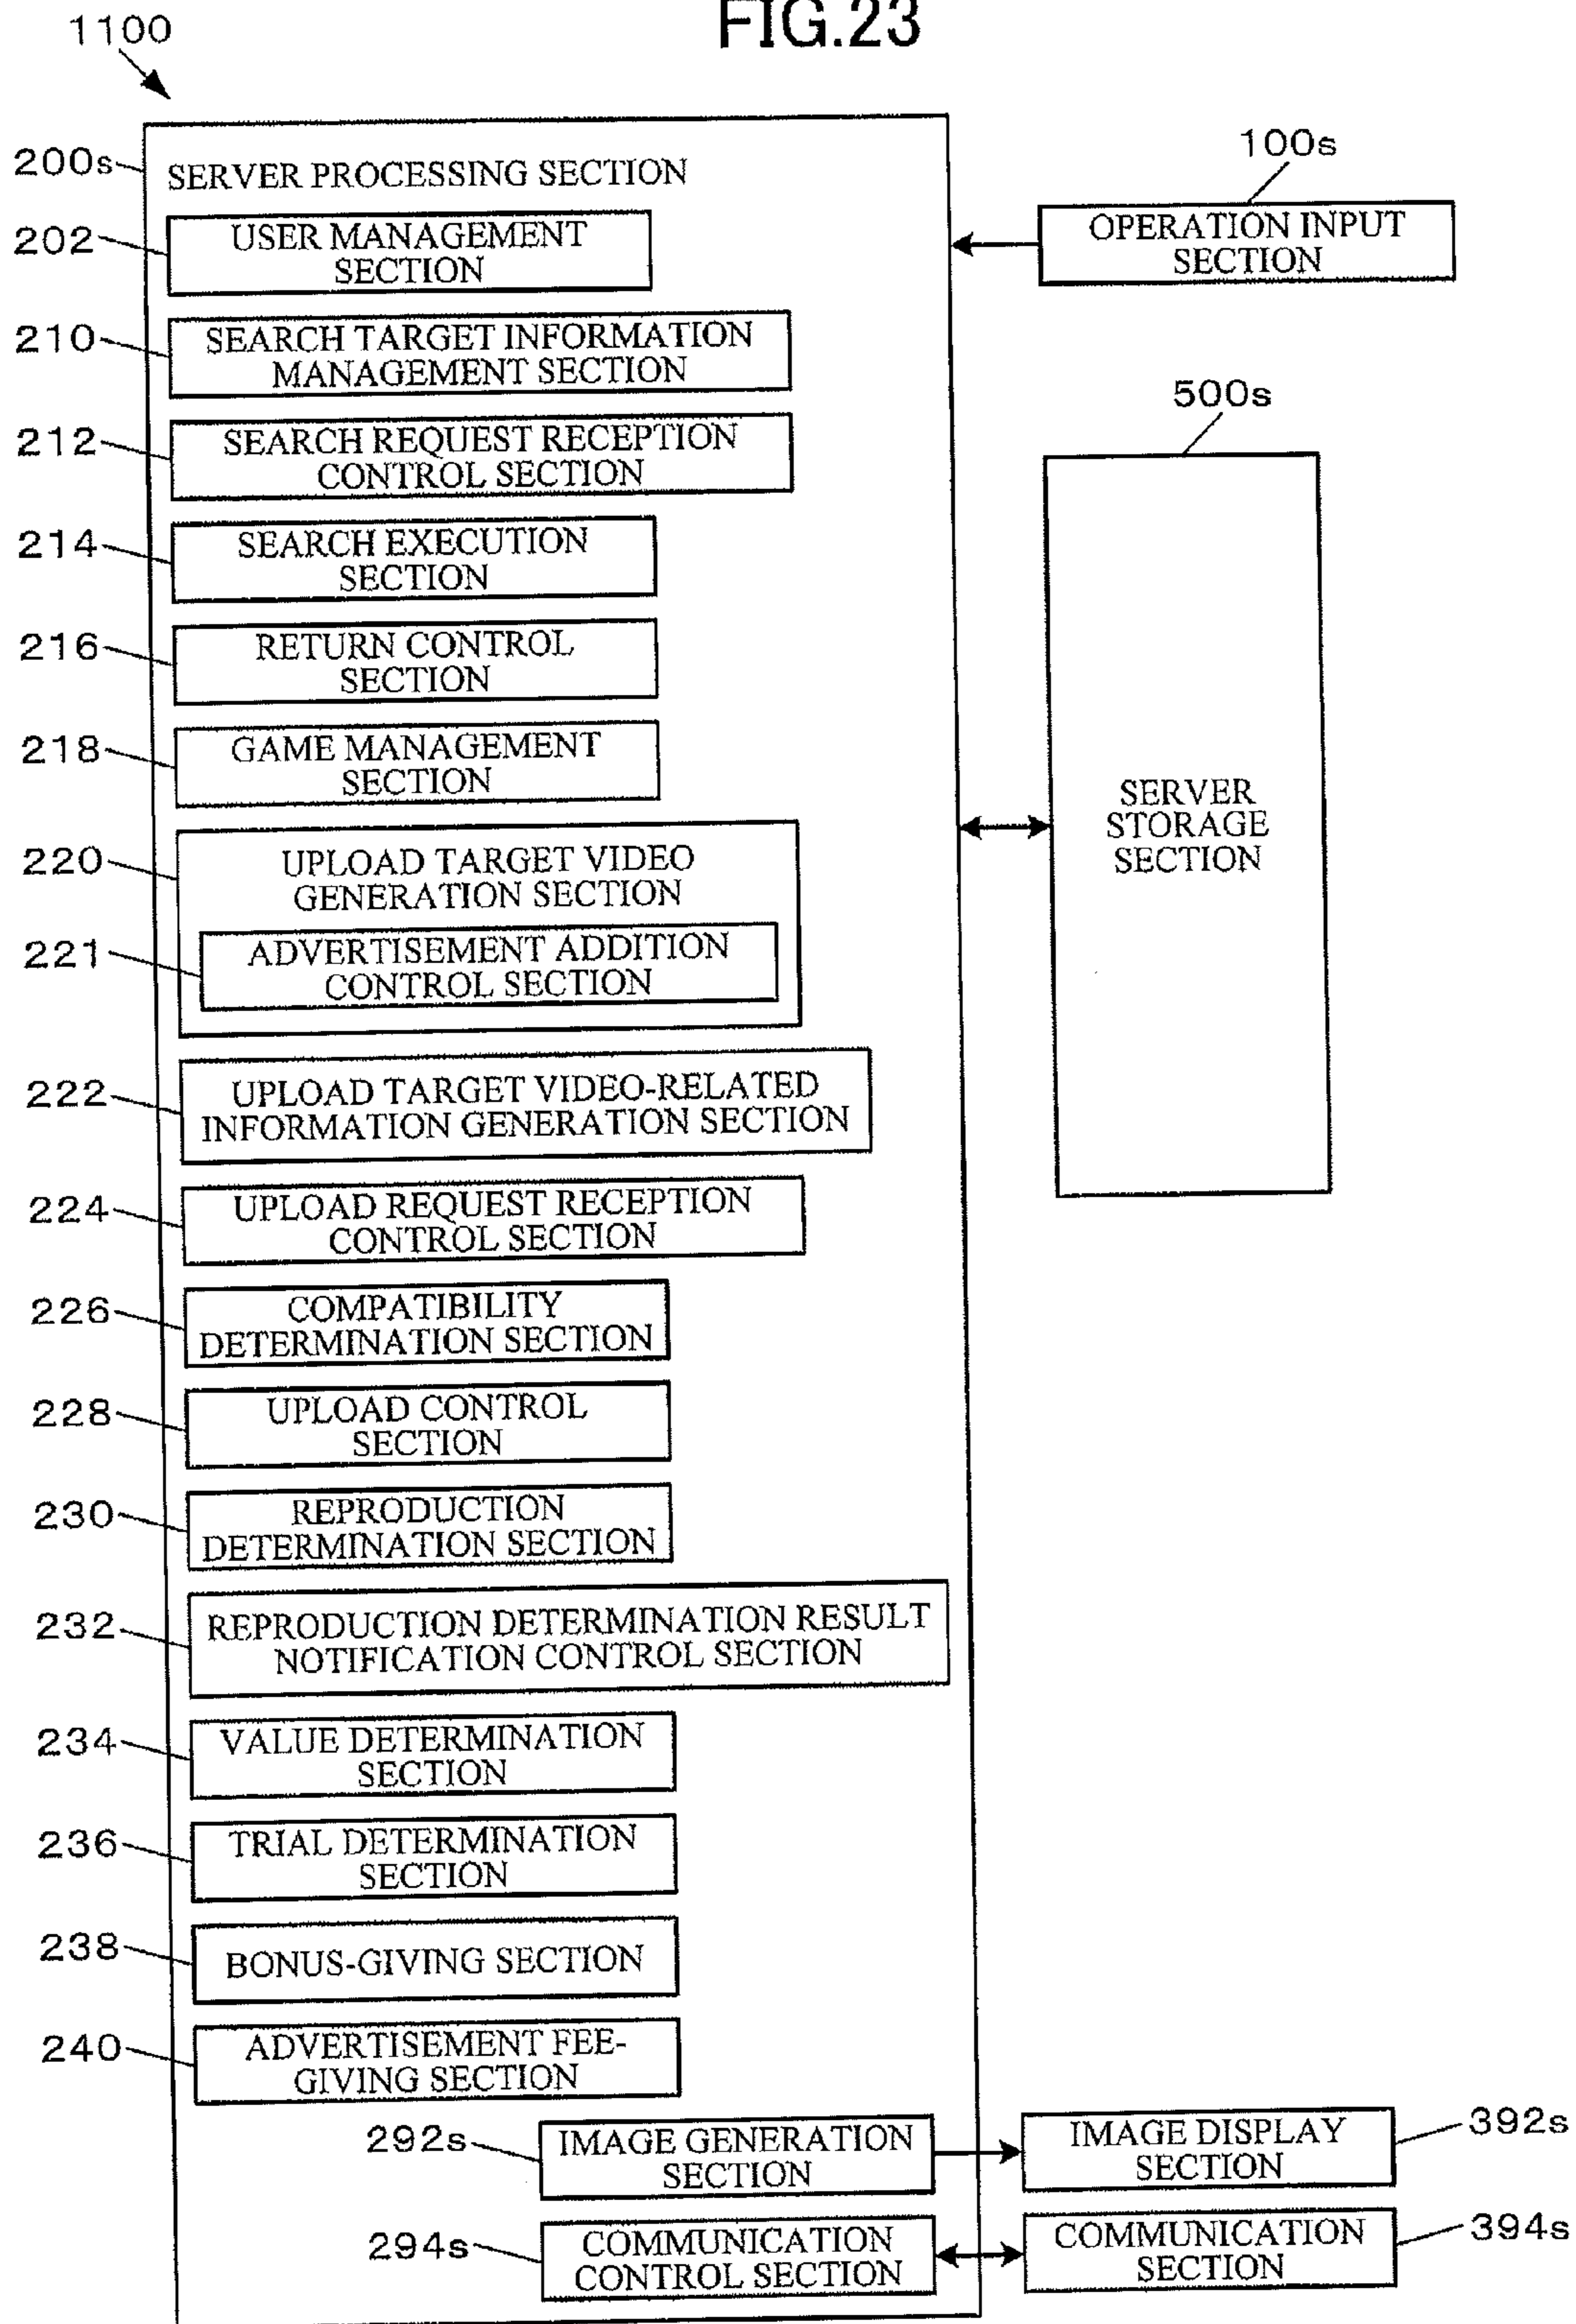 FIG.23
1100
200s
SERVER PROCESSING SECTION
100s
202
USER MANAGEMENT
SECTION
OPERATION INPUT
SECTION
210
SEARCH TARGET INFORMATION
MANAGEMENT SECTION
500s
212
SEARCH REQUEST RECEPTION
CONTROL SECTION
214
SEARCH EXECUTION
SECTION
216
RETURN CONTROL
SECTION
218
GAME MANAGEMENT
SECTION
SERVER
STORAGE
SECTION
220
UPLOAD TARGET VIDEO
GENERATION SECTION
221
ADVERTISEMENT ADDITION
CONTROL SECTION
222
UPLOAD TARGET VIDEO-RELATED
INFORMATION GENERATION SECTION
224
UPLOAD REQUEST RECEPTION
CONTROL SECTION
226
COMPATIBILITY
DETERMINATION SECTION
228
UPLOAD CONTROL
SECTION
230
REPRODUCTION
DETERMINATION SECTION
232
REPRODUCTION DETERMINATION RESULT
NOTIFICATION CONTROL SECTION
234
VALUE DETERMINATION
SECTION
236
TRIAL DETERMINATION
SECTION
238
BONUS-GIVING SECTION
240
ADVERTISEMENT FEE-
GIVING SECTION
292s
IMAGE GENERATION
SECTION
IMAGE DISPLAY
SECTION
392s
294s
COMMUNICATION
CONTROL SECTION
COMMUNICATION
SECTION
394s